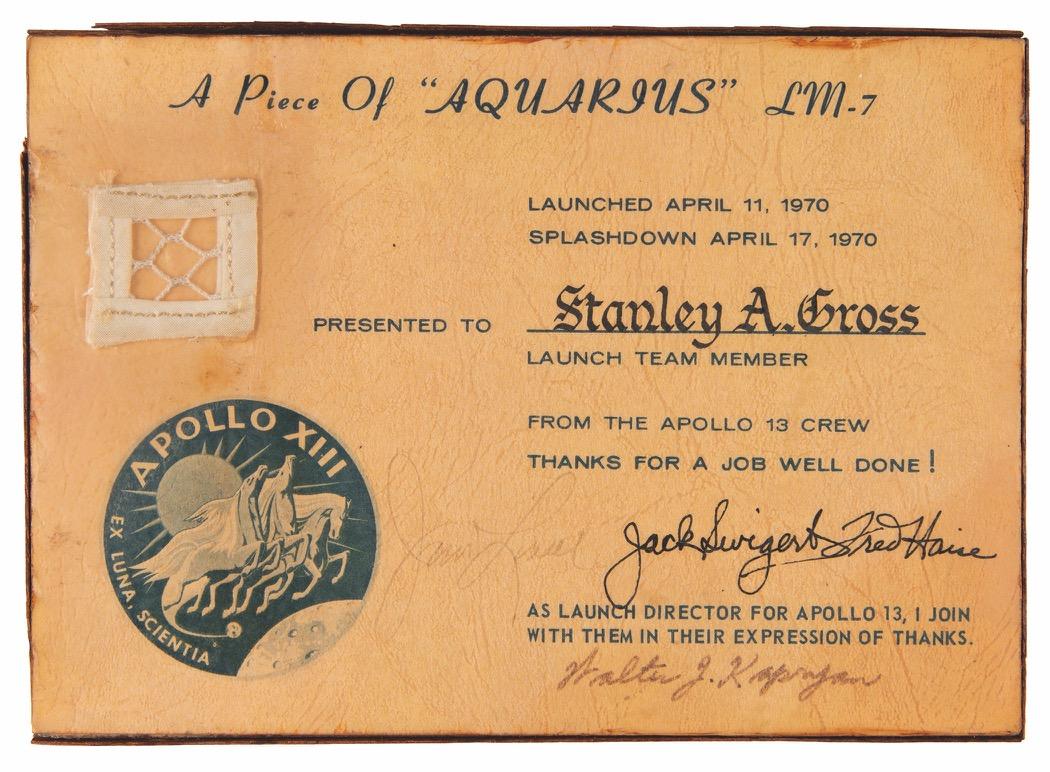 A Piece Of “AQUARIUS” LM-7
LAUNCHED APRIL 11, 1970
SPLASHDOWN APRIL 17, 1970
PRESENTED TO Stanley A. Gross
LAUNCH TEAM MEMBER
FROM THE APOLLO 13 CREW
THANKS FOR A JOB WELL DONE!
APOLLO XIII
EX LUNA, SCIENTIA
Jack Swigert Fred Haise
AS LAUNCH DIRECTOR FOR APOLLO 13, I JOIN
WITH THEM IN THEIR EXPRESSION OF THANKS.
Walter J. Kapryan